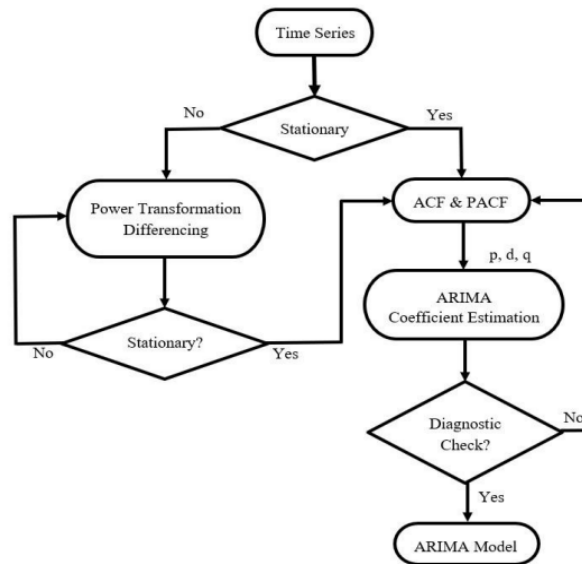 Time Series
No
Yes
Stationary
Power Transformation
Differencing
ACF & PACF
p, d, q
ARIMA
Coefficient Estimation
Stationary?
No
Yes
Diagnostic
Check?
No
Yes
ARIMA Model